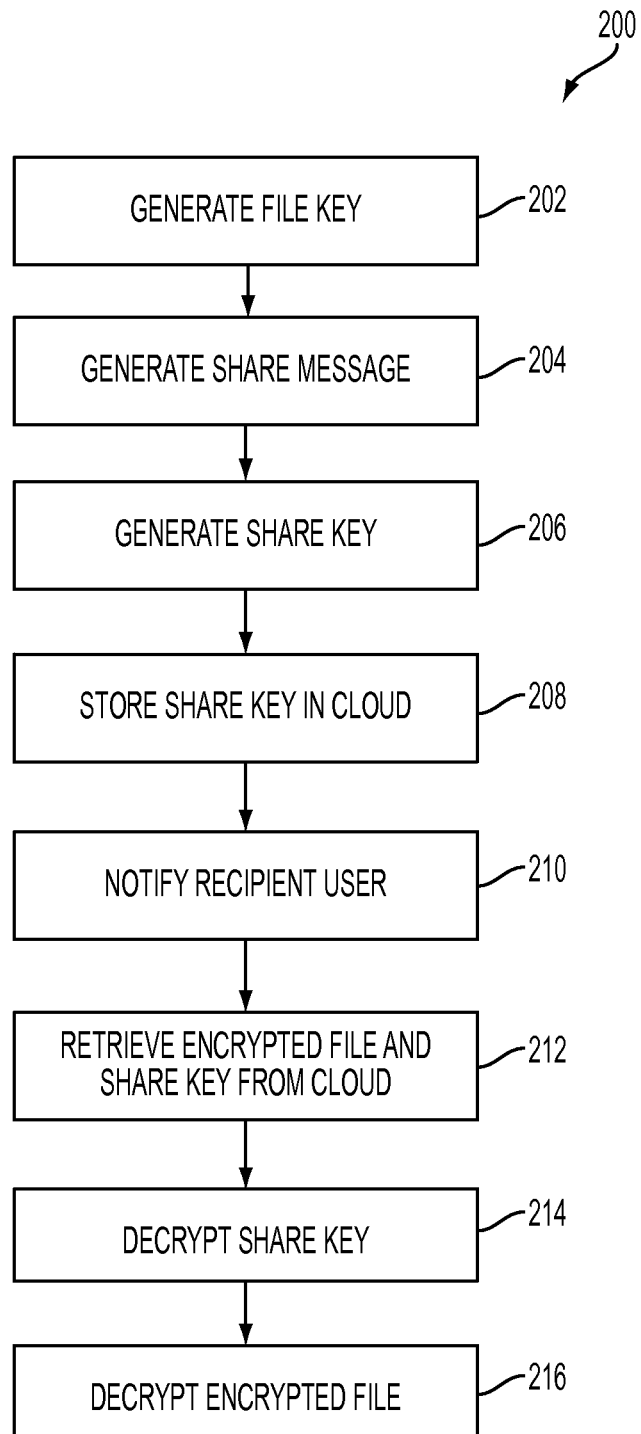 200
GENERATE FILE KEY
202
GENERATE SHARE MESSAGE
204
GENERATE SHARE KEY
206
STORE SHARE KEY IN CLOUD
208
NOTIFY RECIPIENT USER
210
RETRIEVE ENCRYPTED FILE AND
SHARE KEY FROM CLOUD
212
DECRYPT SHARE KEY
214
DECRYPT ENCRYPTED FILE
216